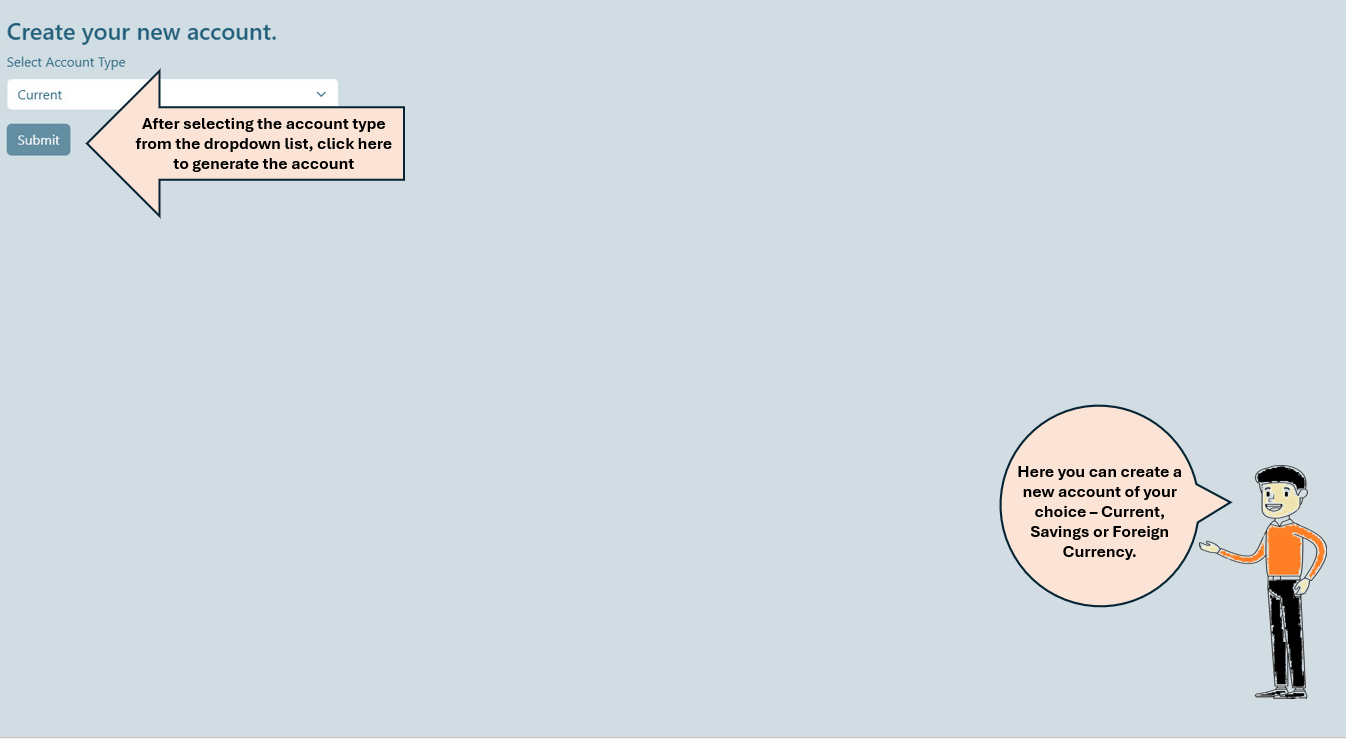 Create your new account.
Select Account Type
Current
Submit
After selecting the account type
from the dropdown list, click here
to generate the account
Here you can create a
new account of your
choice – Current,
Savings or Foreign
Currency.